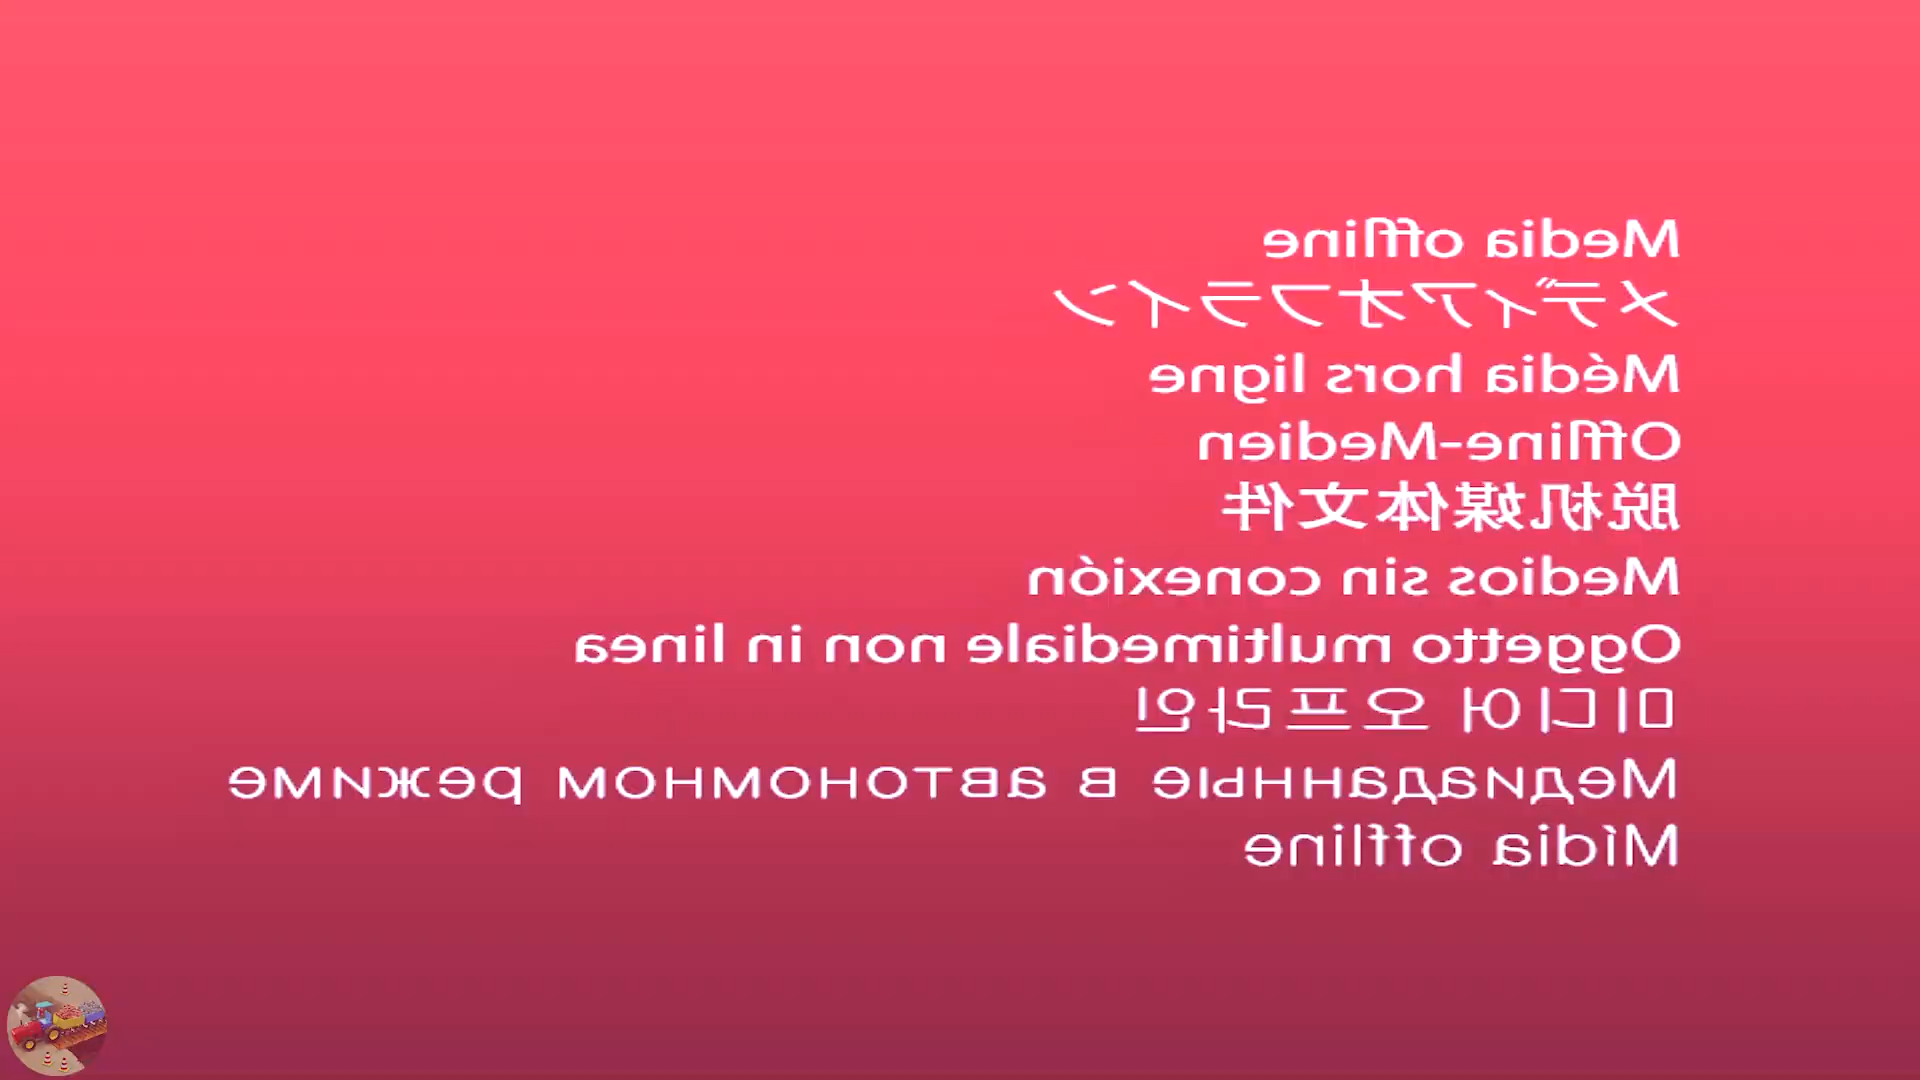 Media offline
メディアオフライン
Média hors ligne
Offline-Medien
脱机媒体文件
Medios sin conexión
Oggetto multimediale non in linea
미디어 오프라인
Медиаданные в автономном режиме
Mídia offline